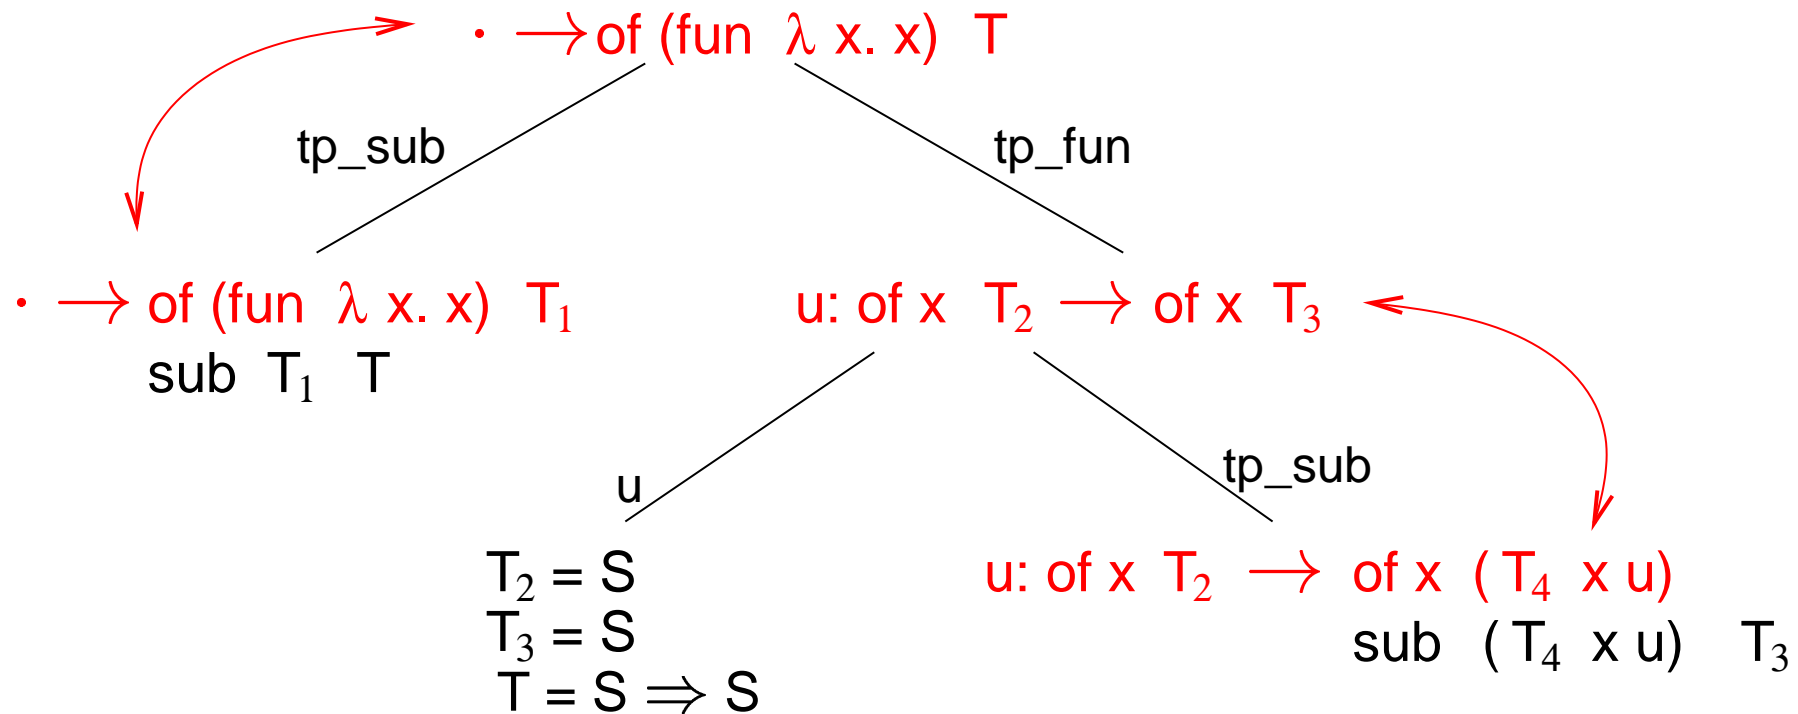 · → of (fun λ x. x) T
tp_sub
tp_fun
· → of (fun λ x. x) T₁
sub T₁ T
u: of x T₂ → of x T₃
u
tp_sub
T₂ = S
T₃ = S
T = S ⇒ S
u: of x T₂ → of x (T₄ x u)
sub (T₄ x u) T₃